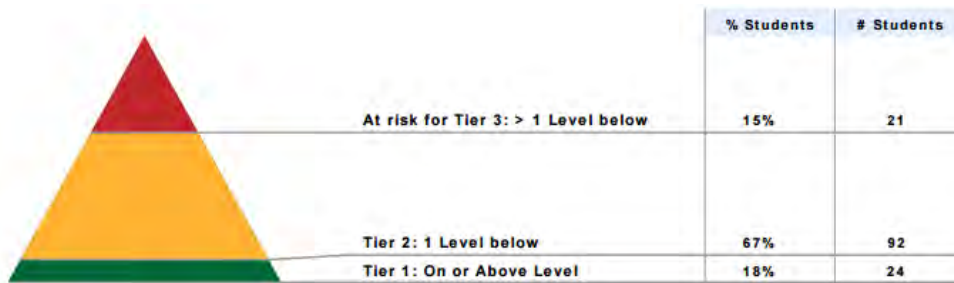 % Students # Students
At risk for Tier 3: > 1 Level below 15% 21
Tier 2: 1 Level below 67% 92
Tier 1: On or Above Level 18% 24